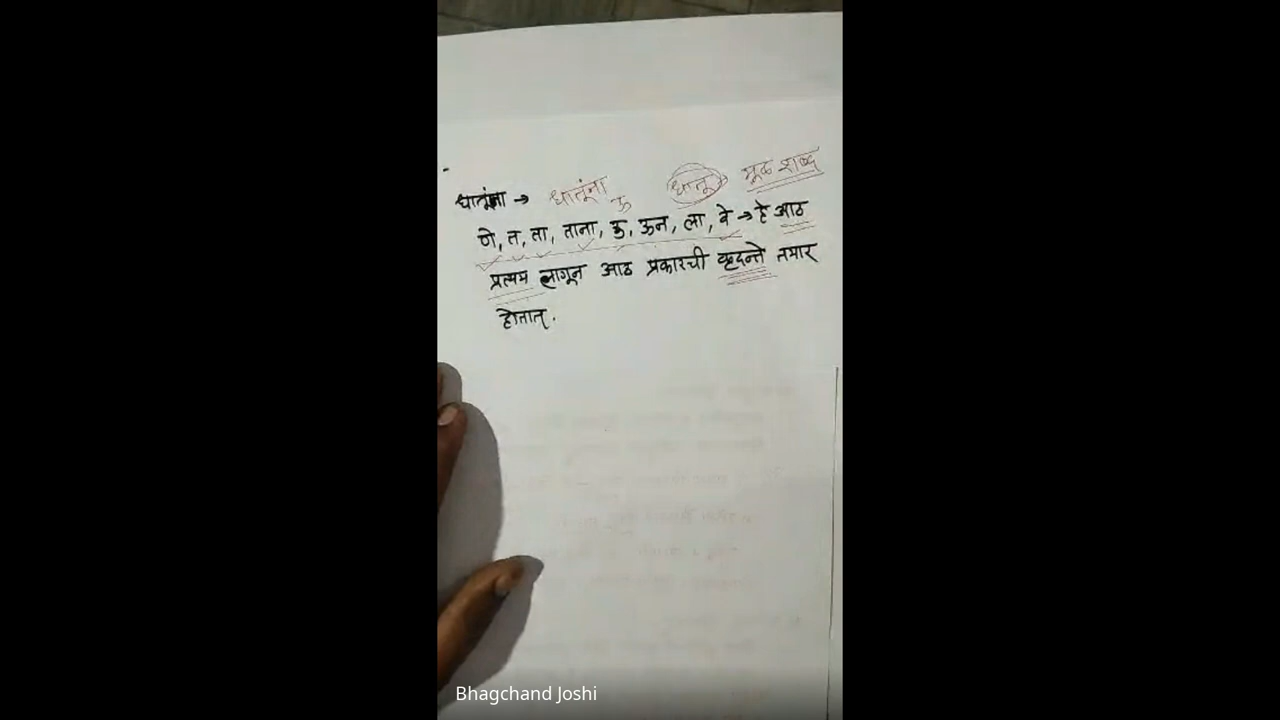 धातूंना → धातूंना धातू मूळ शब्द
णे, त, ता, ताना, ऊ, ऊन, ला, वे → हे आठ
प्रत्यय लागून आठ प्रकारची कृदन्ते तयार
होतात.
Bhagchand Joshi